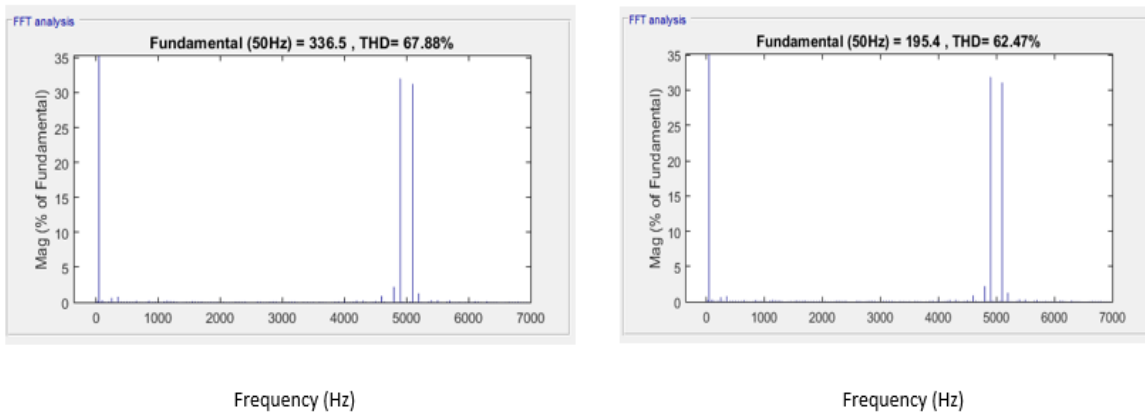 FFT analysis
Fundamental (50Hz) = 336.5 , THD= 67.88%
Mag (% of Fundamental)
35
30
25
20
15
10
5
0
0 1000 2000 3000 4000 5000 6000 7000
Frequency (Hz)
FFT analysis
Fundamental (50Hz) = 195.4 , THD= 62.47%
Mag (% of Fundamental)
35
30
25
20
15
10
5
0
0 1000 2000 3000 4000 5000 6000 7000
Frequency (Hz)